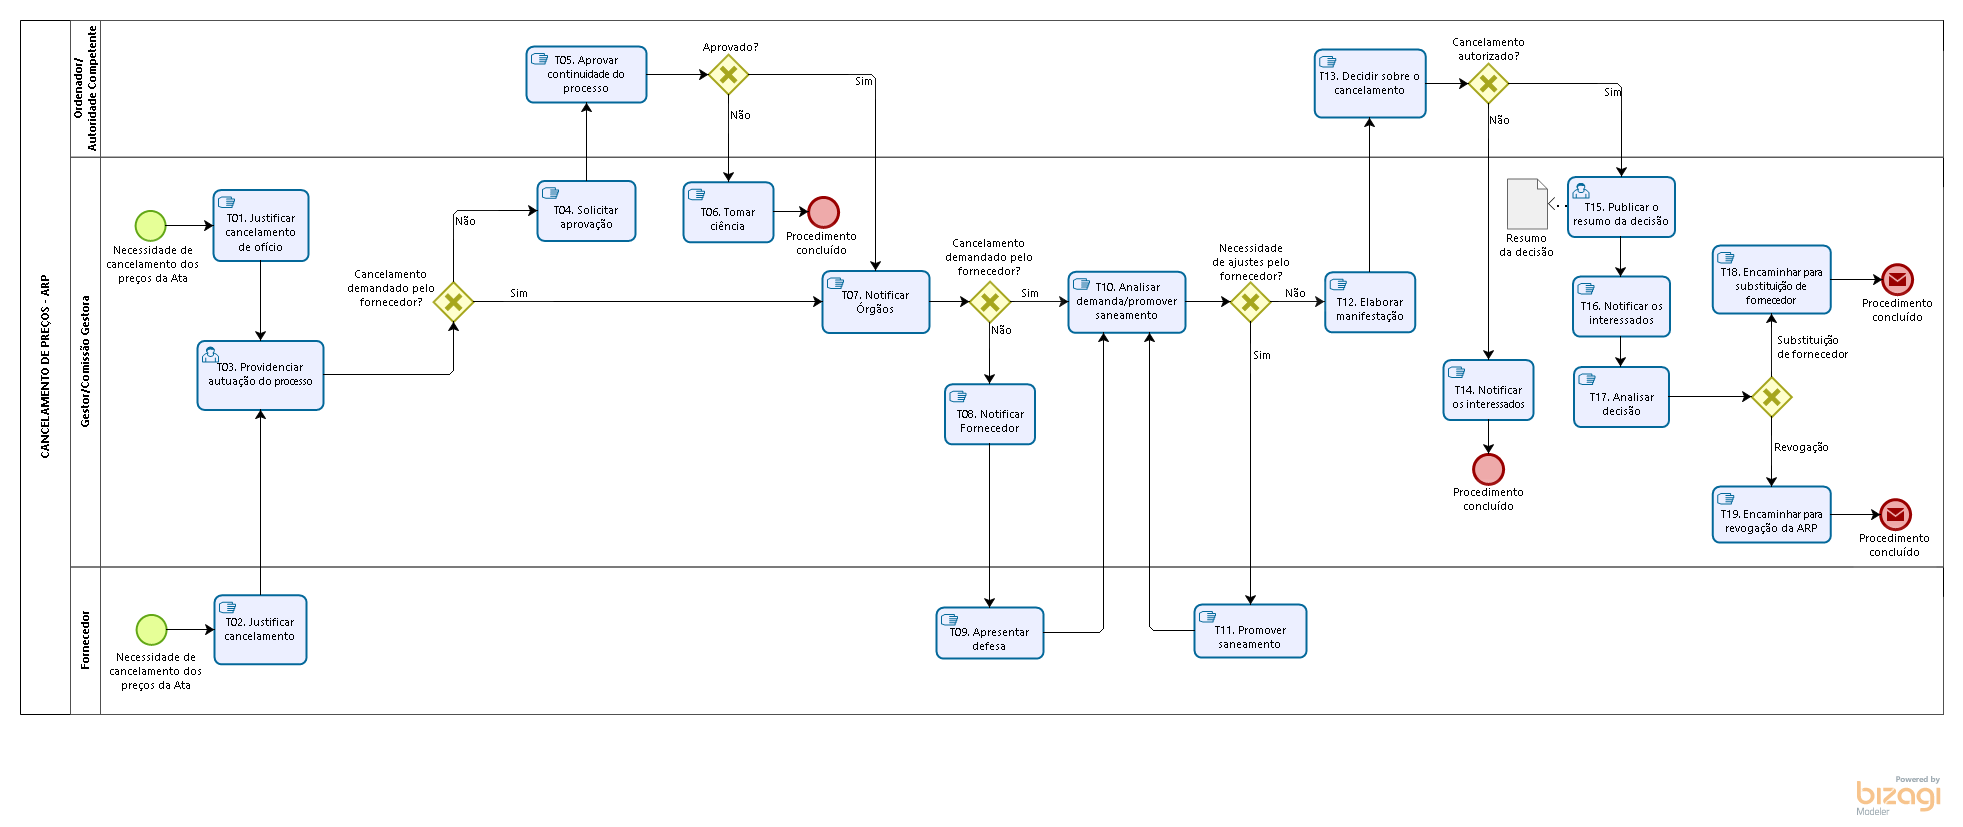 CANCELAMENTO DE PREÇOS - ARP
Ordenador/
Autoridade Competente
T05. Aprovar
continuidade do
processo
Aprovado?
Sim
Não
T13. Decidir sobre o
cancelamento
Cancelamento
autorizado?
Sim
Não
Gestor/Comissão Gestora
Necessidade de
cancelamento dos
preços da Ata
T01. Justificar
cancelamento
de ofício
T03. Providenciar
autuação do processo
Cancelamento
demandado pelo
fornecedor?
Não
Sim
T04. Solicitar
aprovação
T06. Tomar
ciência
Procedimento
concluído
T07. Notificar
Órgãos
Cancelamento
demandado pelo
fornecedor?
Sim
Não
T08. Notificar
Fornecedor
T10. Analisar
demanda/promover
saneamento
Necessidade
de ajustes pelo
fornecedor?
Não
Sim
T12. Elaborar
manifestação
T14. Notificar
os interessados
Procedimento
concluído
Resumo
da decisão
T15. Publicar o
resumo da decisão
T16. Notificar os
interessados
T17. Analisar
decisão
Substituição
de fornecedor
Revogação
T18. Encaminhar para
substituição de
fornecedor
Procedimento
concluído
T19. Encaminhar para
revogação da ARP
Procedimento
concluído
Fornecedor
Necessidade de
cancelamento dos
preços da Ata
T02. Justificar
cancelamento
T09. Apresentar
defesa
T11. Promover
saneamento
Powered by
bizagi
Modeler